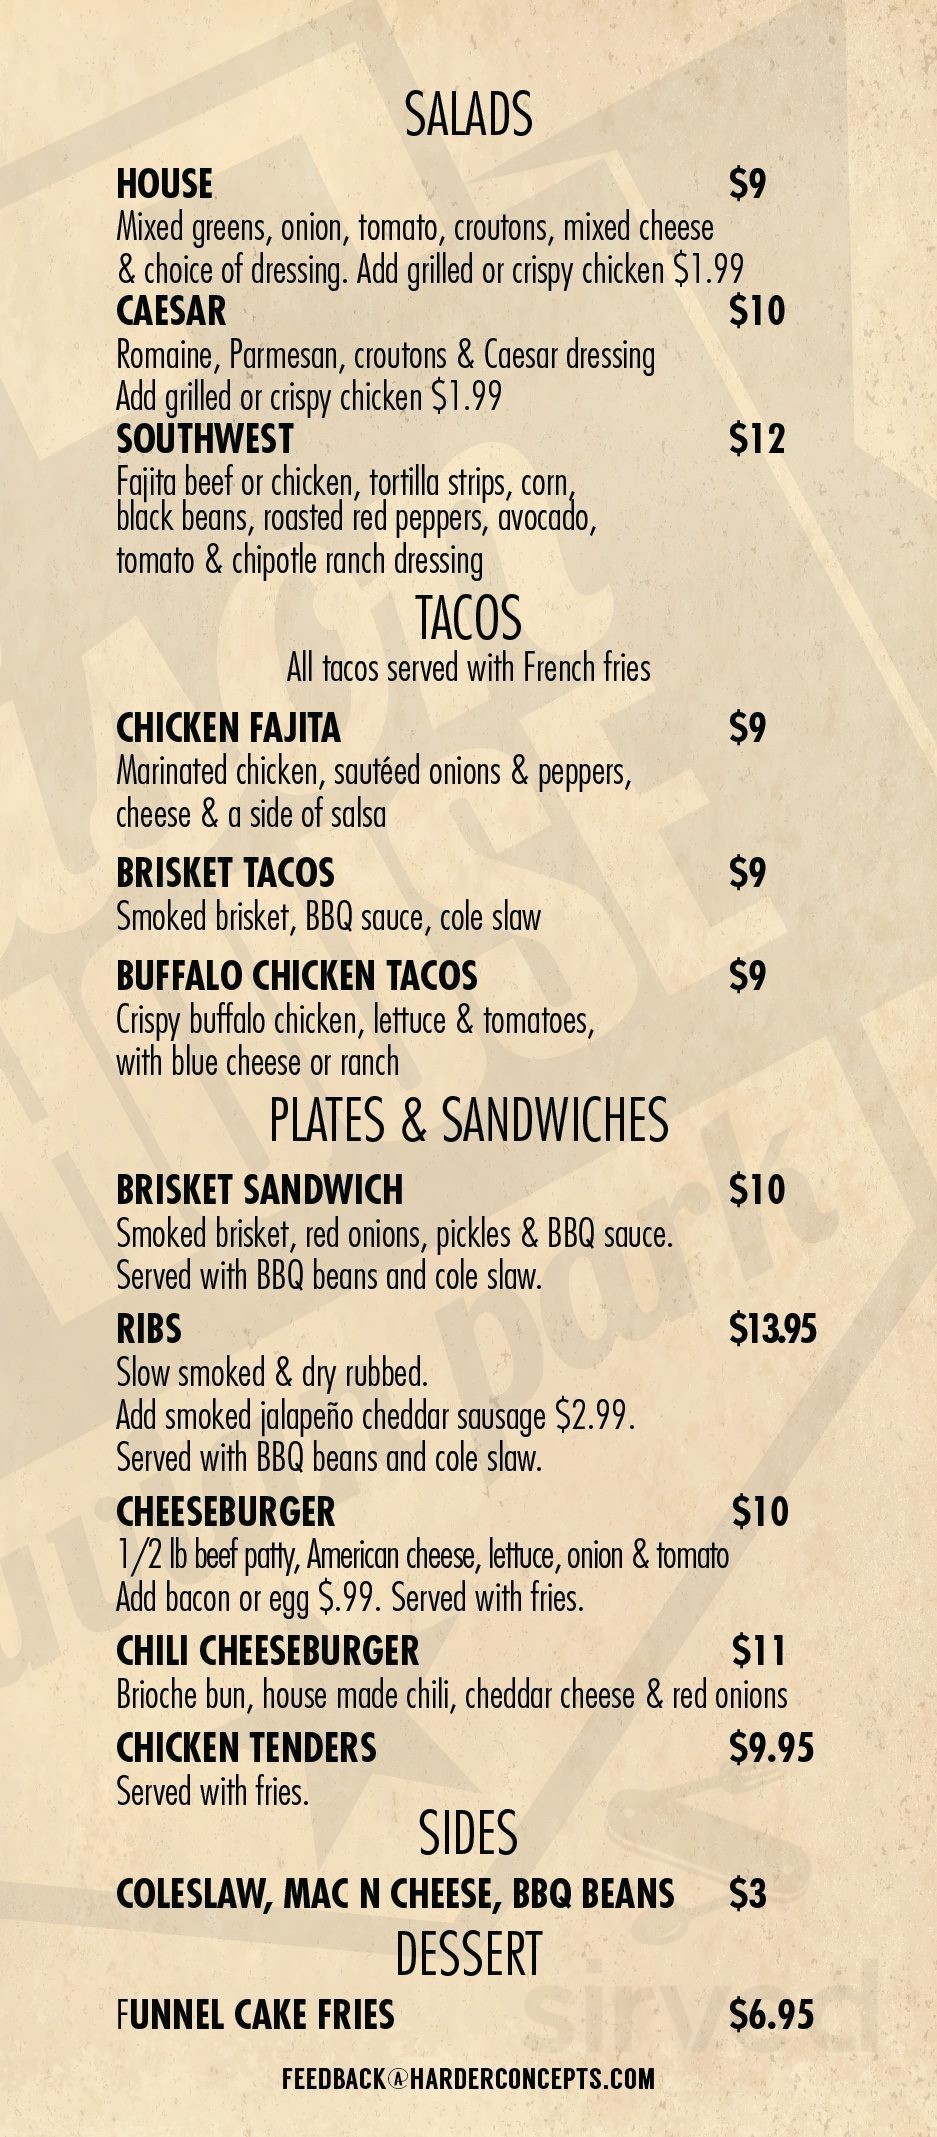 SALADS
HOUSE $9
Mixed greens, onion, tomato, croutons, mixed cheese
& choice of dressing. Add grilled or crispy chicken $1.99
CAESAR $10
Romaine, Parmesan, croutons & Caesar dressing
Add grilled or crispy chicken $1.99
SOUTHWEST $12
Fajita beef or chicken, tortilla strips, corn,
black beans, roasted red peppers, avocado,
tomato & chipotle ranch dressing
TACOS
All tacos served with French fries
CHICKEN FAJITA $9
Marinated chicken, sautéed onions & peppers,
cheese & a side of salsa
BRISKET TACOS $9
Smoked brisket, BBQ sauce, cole slaw
BUFFALO CHICKEN TACOS $9
Crispy buffalo chicken, lettuce & tomatoes,
with blue cheese or ranch
PLATES & SANDWICHES
BRISKET SANDWICH $10
Smoked brisket, red onions, pickles & BBQ sauce.
Served with BBQ beans and cole slaw.
RIBS $13.95
Slow smoked & dry rubbed.
Add smoked jalapeño cheddar sausage $2.99.
Served with BBQ beans and cole slaw.
CHEESEBURGER $10
1/2 lb beef patty, American cheese, lettuce, onion & tomato
Add bacon or egg $.99. Served with fries.
CHILI CHEESEBURGER $11
Brioche bun, house made chili, cheddar cheese & red onions
CHICKEN TENDERS $9.95
Served with fries.
SIDES
COLESLAW, MAC N CHEESE, BBQ BEANS $3
DESSERT
FUNNEL CAKE FRIES $6.95
sirved
FEEDBACK@HARDERCONCEPTS.COM